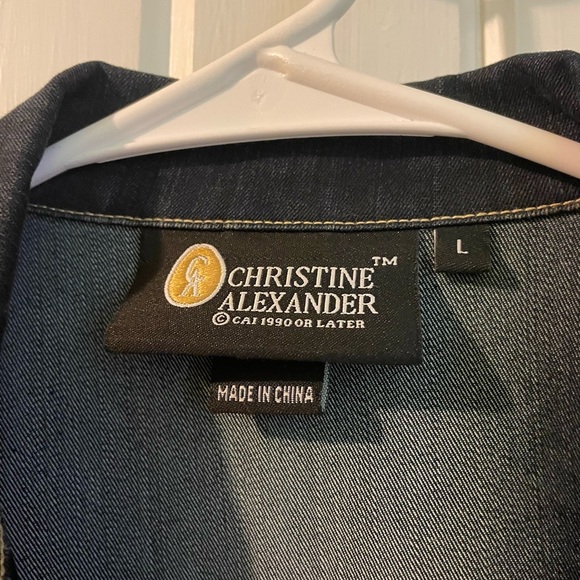 CA
CHRISTINE™
ALEXANDER
© CAI 1990 OR LATER
L
MADE IN CHINA